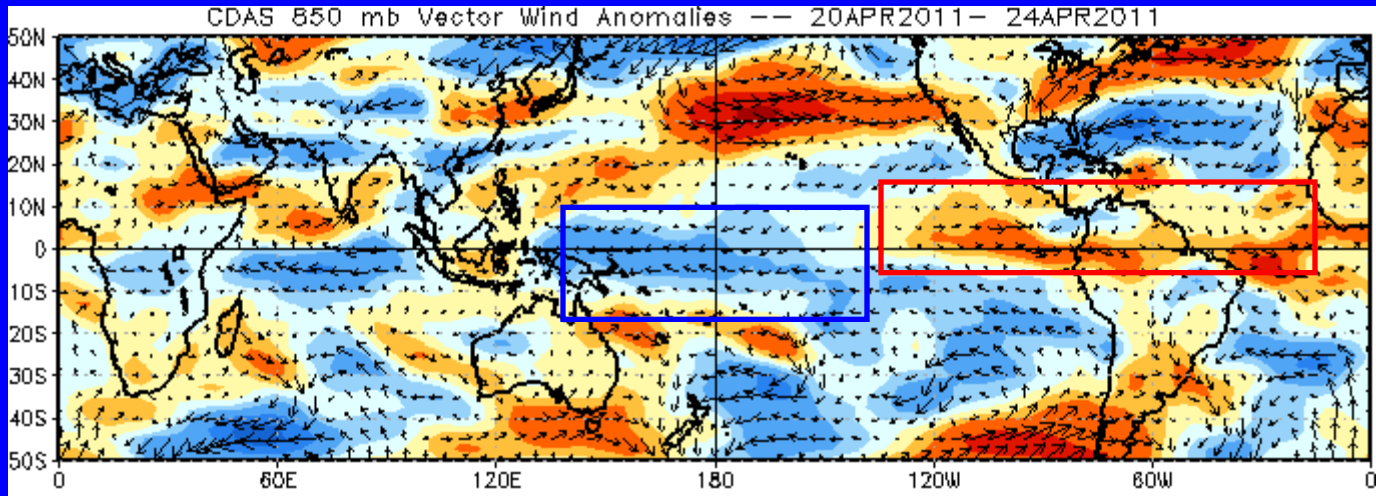 CDAS 850 mb Vector Wind Anomalies -- 20APR2011- 24APR2011
50N
40N
30N
20N
10N
0
10S
20S
30S
40S
50S
0 60E 120E 180 120W 60W 0